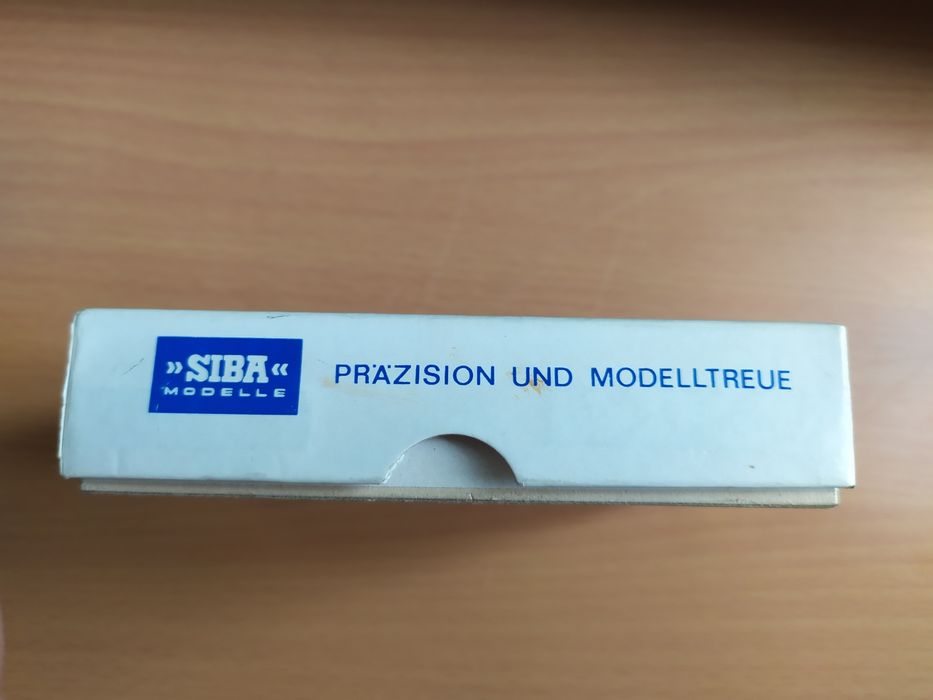 »SIBA«
MODELLE
PRÄZISION UND MODELLTREUE